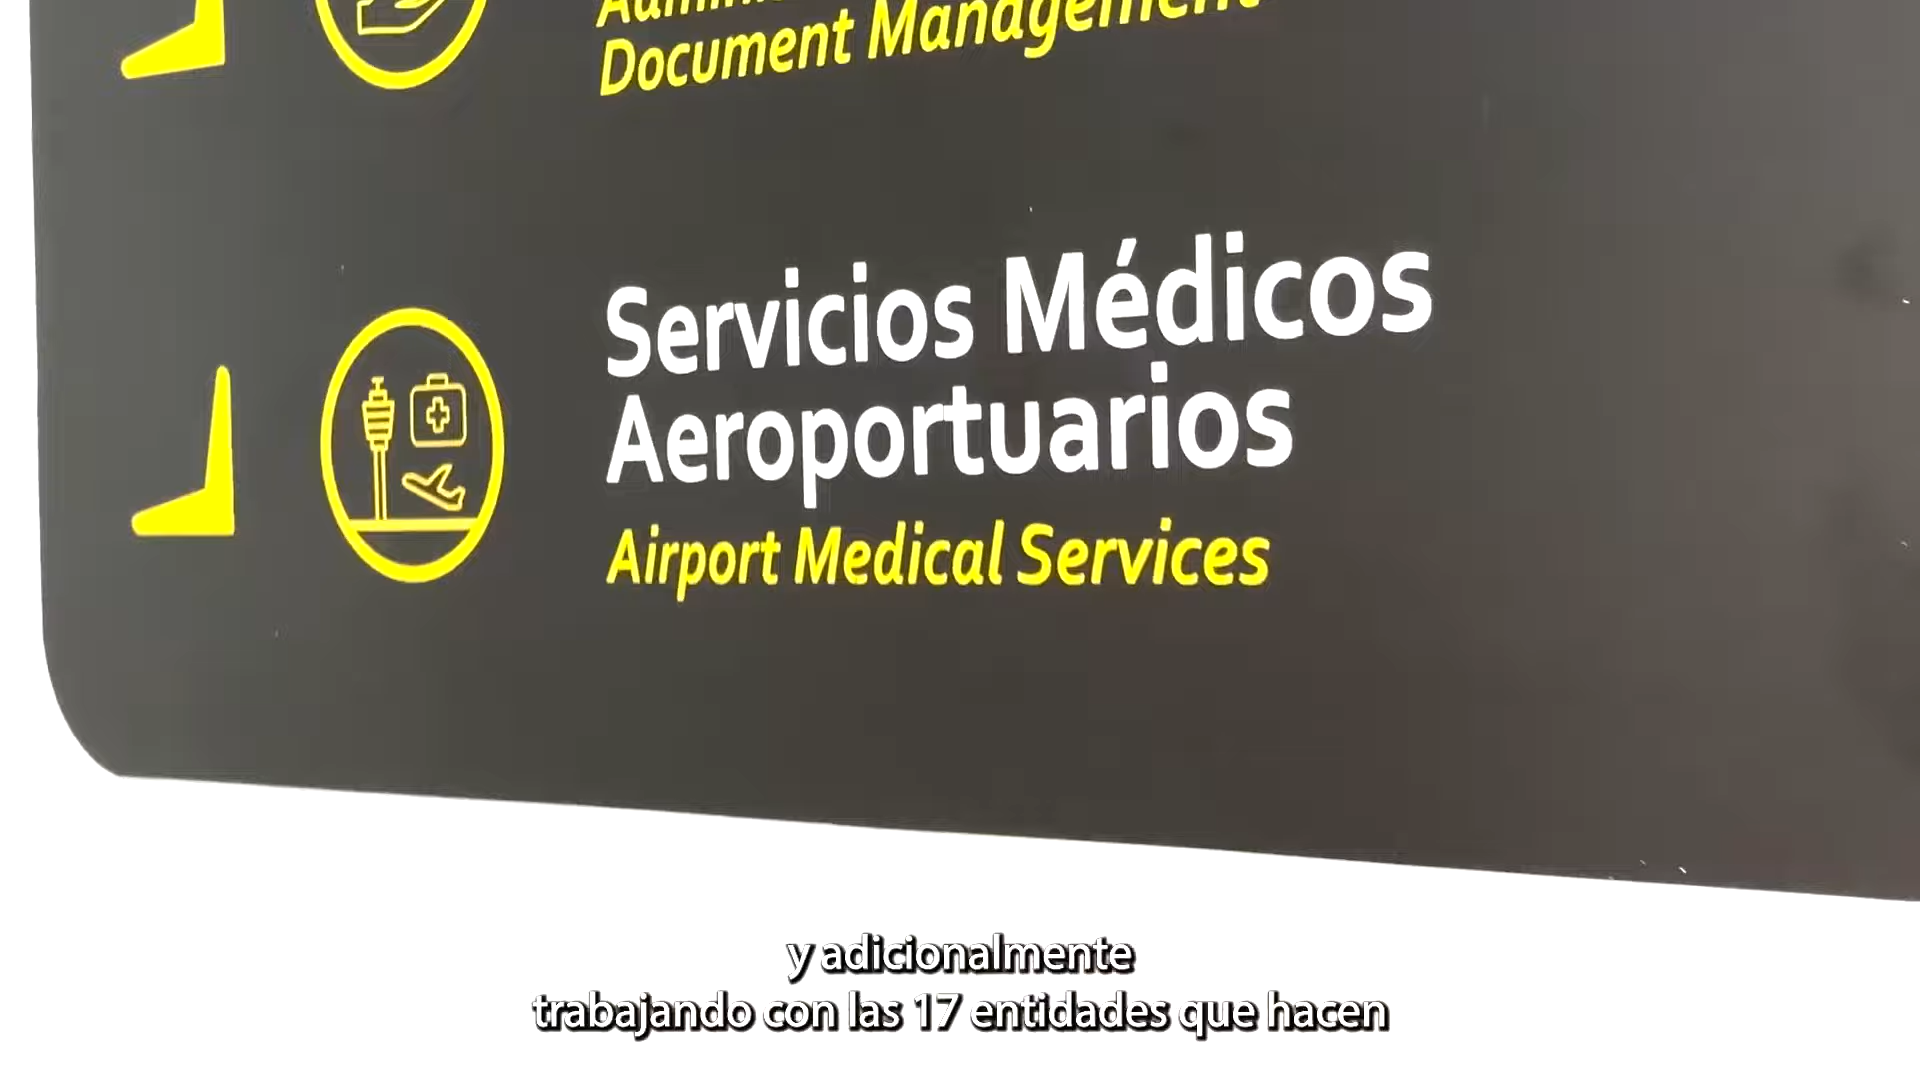 Document Management
Servicios Médicos
Aeroportuarios
Airport Medical Services
y adicionalmente
trabajando con las 17 entidades que hacen